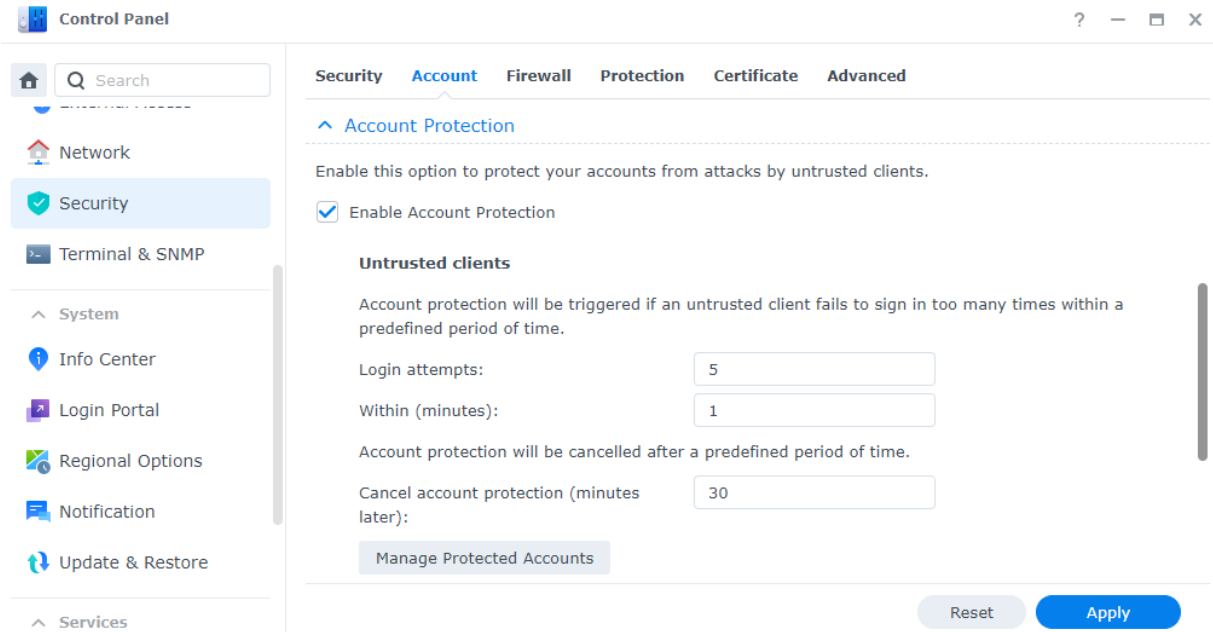 Control Panel
Search
Network
Security
Terminal & SNMP
System
Info Center
Login Portal
Regional Options
Notification
Update & Restore
Services
Security Account Firewall Protection Certificate Advanced
Account Protection
Enable this option to protect your accounts from attacks by untrusted clients.
Enable Account Protection
Untrusted clients
Account protection will be triggered if an untrusted client fails to sign in too many times within a
predefined period of time.
Login attempts: 5
Within (minutes): 1
Account protection will be cancelled after a predefined period of time.
Cancel account protection (minutes 30
later):
Manage Protected Accounts
Reset Apply